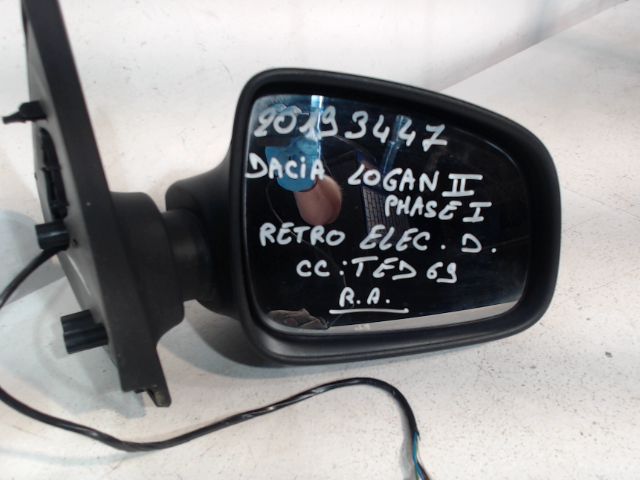 20193447
DACIA LOGAN II
PHASE I
RETRO ELEC. D.
CC: TED 69
R.A.